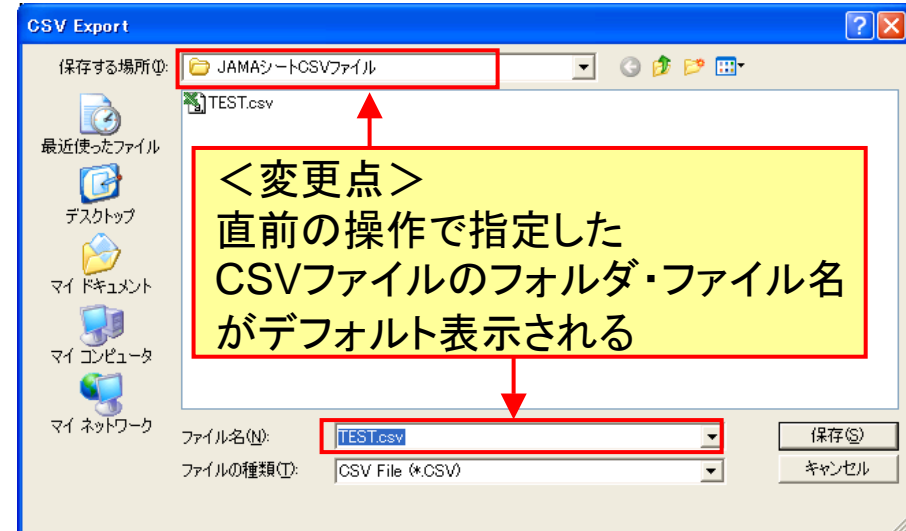 CSV Export
保存する場所(I):
JAMAシートCSVファイル
TEST.csv
最近使ったファイル
デスクトップ
マイ ドキュメント
マイ コンピュータ
マイ ネットワーク
＜変更点＞
直前の操作で指定した
CSVファイルのフォルダ・ファイル名
がデフォルト表示される
ファイル名(N):
TEST.csv
保存(S)
ファイルの種類(T):
CSV File (*.CSV)
キャンセル